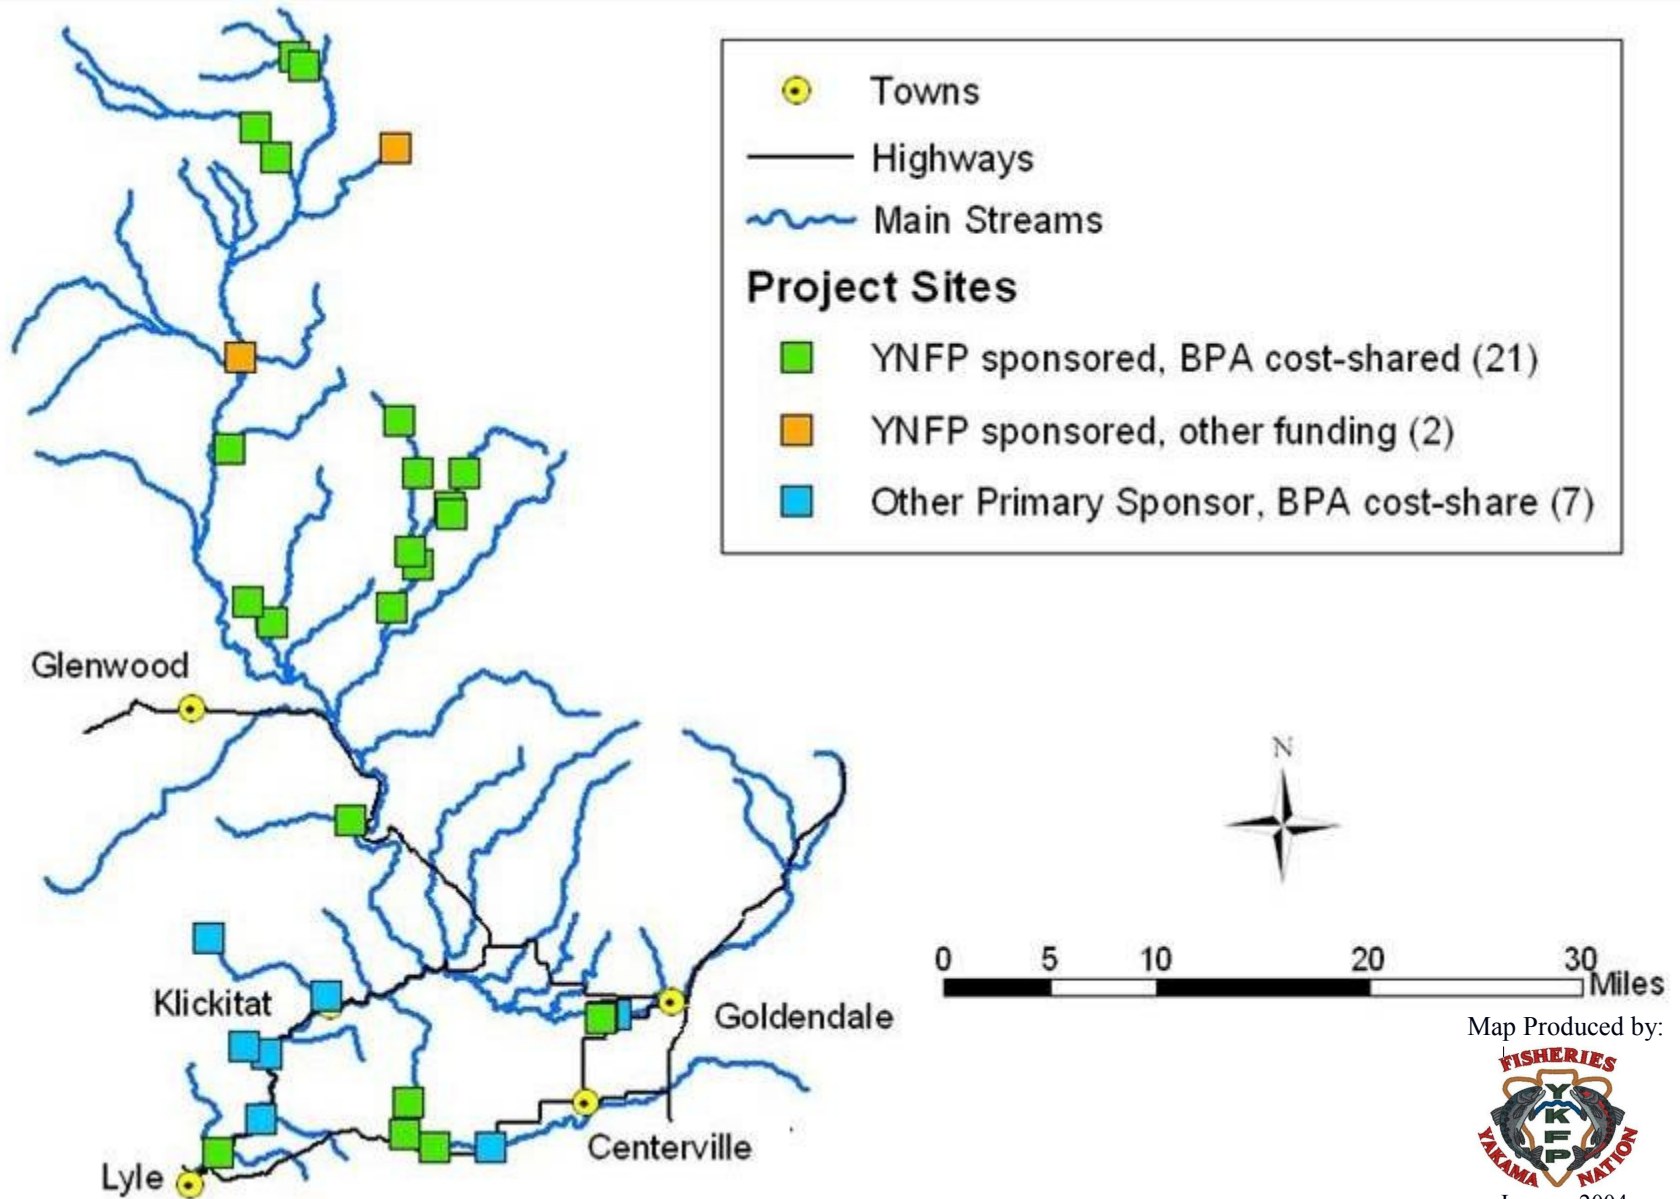 Towns
Highways
Main Streams
Project Sites
YNFP sponsored, BPA cost-shared (21)
YNFP sponsored, other funding (2)
Other Primary Sponsor, BPA cost-share (7)
Glenwood
N
0 5 10 20 30
Miles
Klickitat
Goldendale
Map Produced by:
FISHERIES
YKFP
YAKAMA NATION
Centerville
Lyle
2004